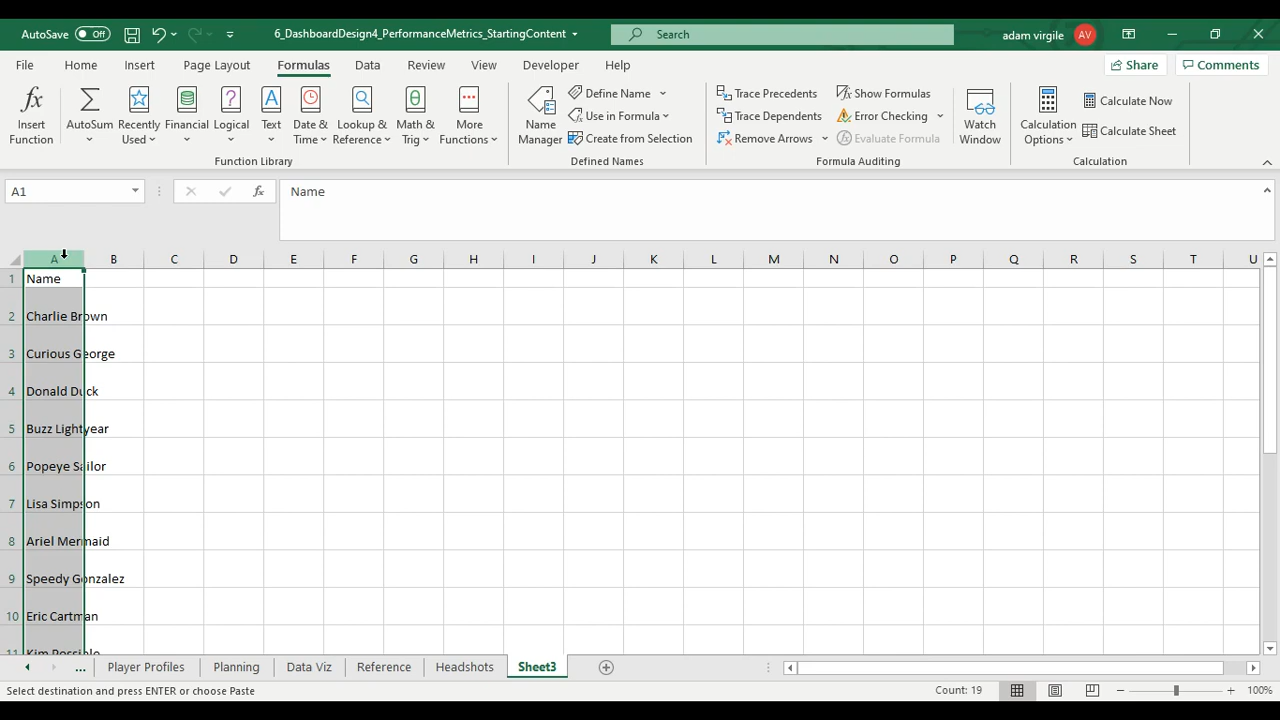 AutoSave Off 6_DashboardDesign4_PerformanceMetrics_StartingContent Search adam virgile AV
File Home Insert Page Layout Formulas Data Review View Developer Help Share Comments
Insert Function AutoSum Recently Used Financial Logical Text Date & Time Lookup & Reference Math & Trig More Functions
Function Library
Name Manager
Define Name
Use in Formula
Create from Selection
Defined Names
Trace Precedents Show Formulas
Trace Dependents Error Checking
Remove Arrows Evaluate Formula
Formula Auditing
Watch Window
Calculation Options
Calculate Now
Calculate Sheet
Calculation
A1 fx Name
A B C D E F G H I J K L M N O P Q R S T U
1 Name
2 Charlie Brown
3 Curious George
4 Donald Duck
5 Buzz Lightyear
6 Popeye Sailor
7 Lisa Simpson
8 Ariel Mermaid
9 Speedy Gonzalez
10 Eric Cartman
11 Kim Possible
... Player Profiles Planning Data Viz Reference Headshots Sheet3
Select destination and press ENTER or choose Paste Count: 19 100%